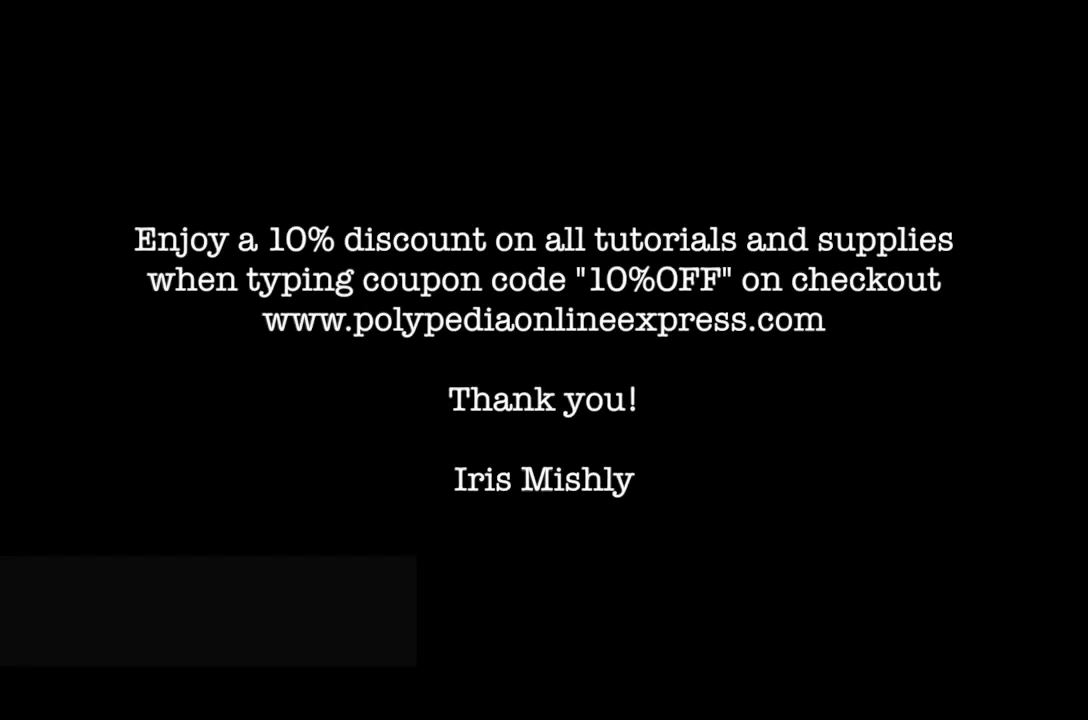 Enjoy a 10% discount on all tutorials and supplies
when typing coupon code "10%OFF" on checkout
www.polypediaonlineexpress.com
Thank you!
Iris Mishly